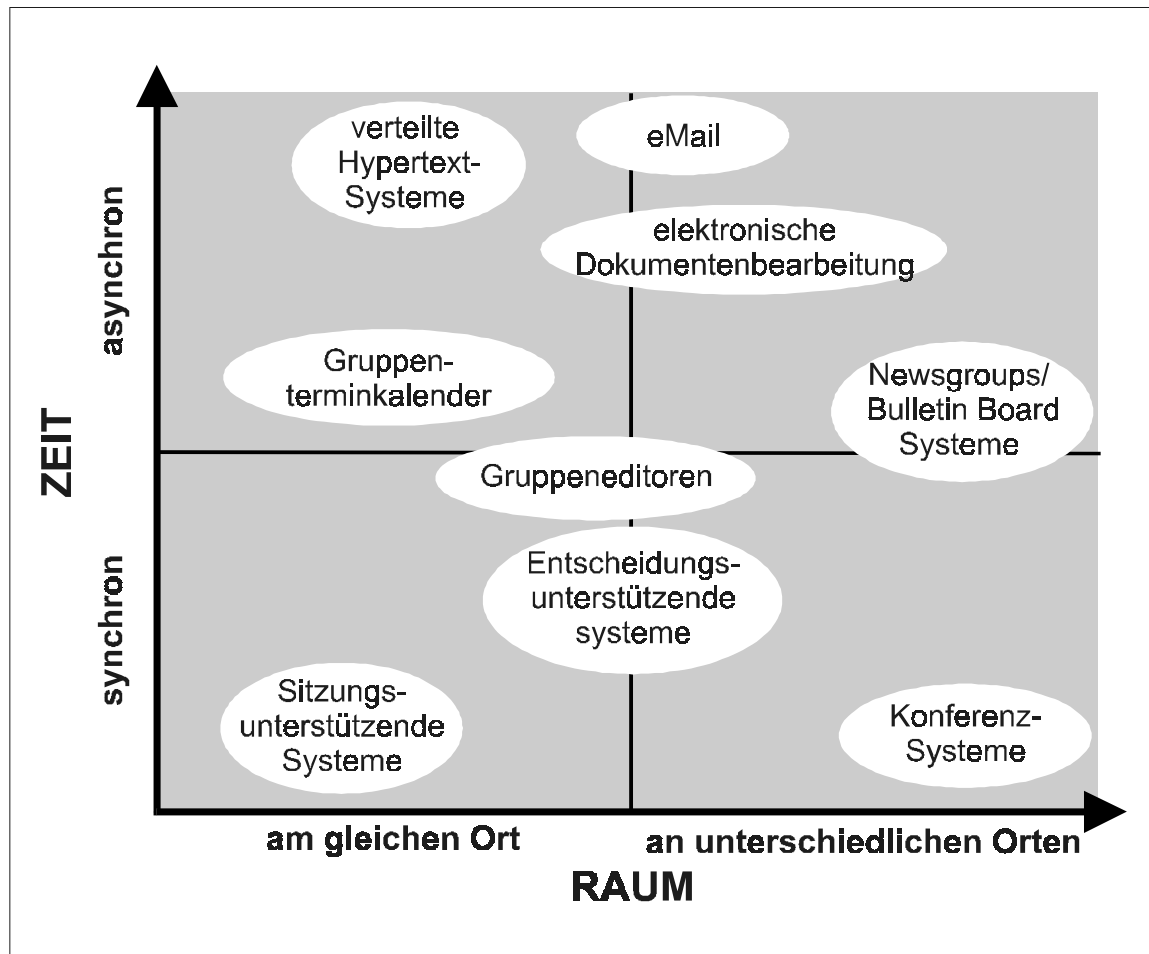 verteilte
Hypertext-
Systeme
eMail
elektronische
Dokumentenbearbeitung
Gruppen-
terminkalender
Newsgroups/
Bulletin Board
Systeme
Gruppeneditoren
Entscheidungs-
unterstützende
systeme
Sitzungs-
unterstützende
Systeme
Konferenz-
Systeme
asynchron
synchron
ZEIT
am gleichen Ort
an unterschiedlichen Orten
RAUM